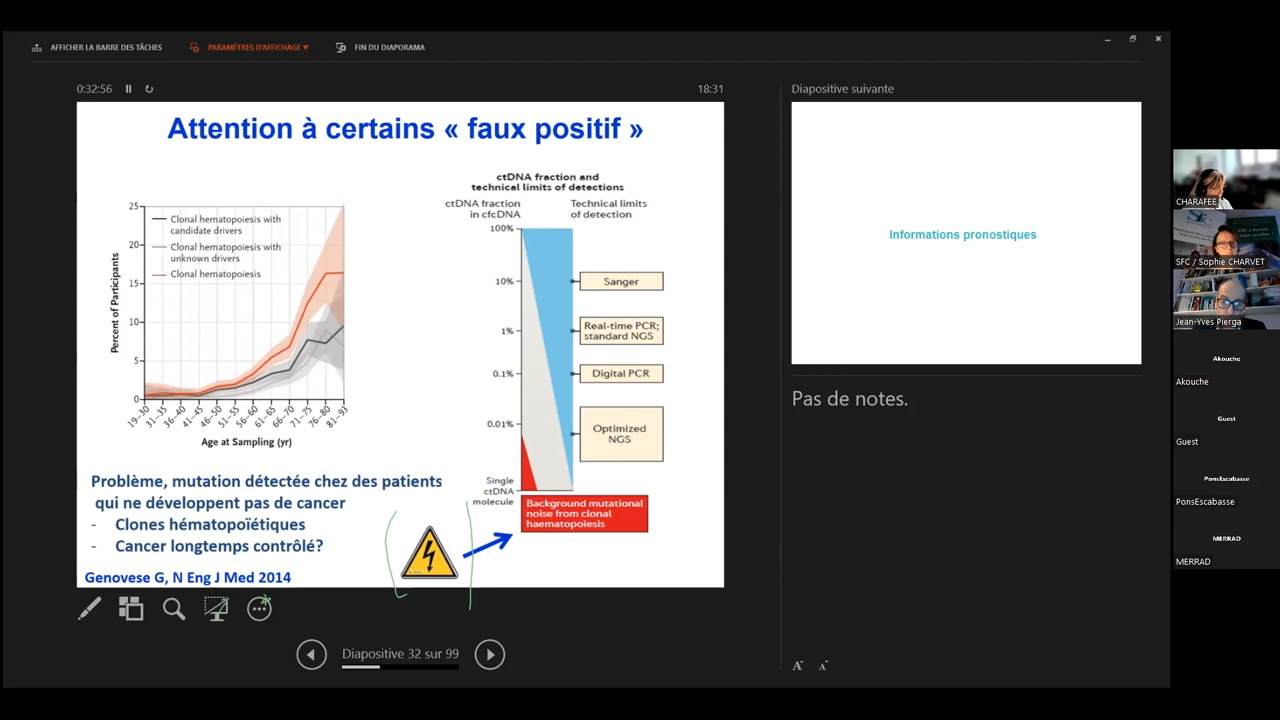 AFFICHER LA BARRE DES TÂCHES
PARAMÈTRES D'AFFICHAGE ▼
FIN DU DIAPORAMA
0:32:56
18:31
Diapositive suivante
Attention à certains « faux positif »
25
20
15
10
5
0
Percent of Participants
Clonal hematopoiesis with
candidate drivers
Clonal hematopoiesis with
unknown drivers
Clonal hematopoiesis
19–30
31–35
36–40
41–45
46–50
51–55
56–60
61–65
66–70
71–75
76–80
81–93
Age at Sampling (yr)
ctDNA fraction and
technical limits of detections
ctDNA fraction
in cfcDNA
Technical limits
of detection
100%
10%
1%
0.1%
0.01%
Single
ctDNA
molecule
Sanger
Real-time PCR;
standard NGS
Digital PCR
Optimized
NGS
Background mutational
noise from clonal
haematopoiesis
Problème, mutation détectée chez des patients
qui ne développent pas de cancer
- Clones hématopoïétiques
- Cancer longtemps contrôlé?
Genovese G, N Eng J Med 2014
Diapositive 32 sur 99
Informations pronostiques
Pas de notes.
A
A
CHARAFEE
SFC / Sophie CHARVET
Jean-Yves Pierga
Akouche
Akouche
Guest
Guest
PonsEscabasse
PonsEscabasse
MERRAD
MERRAD